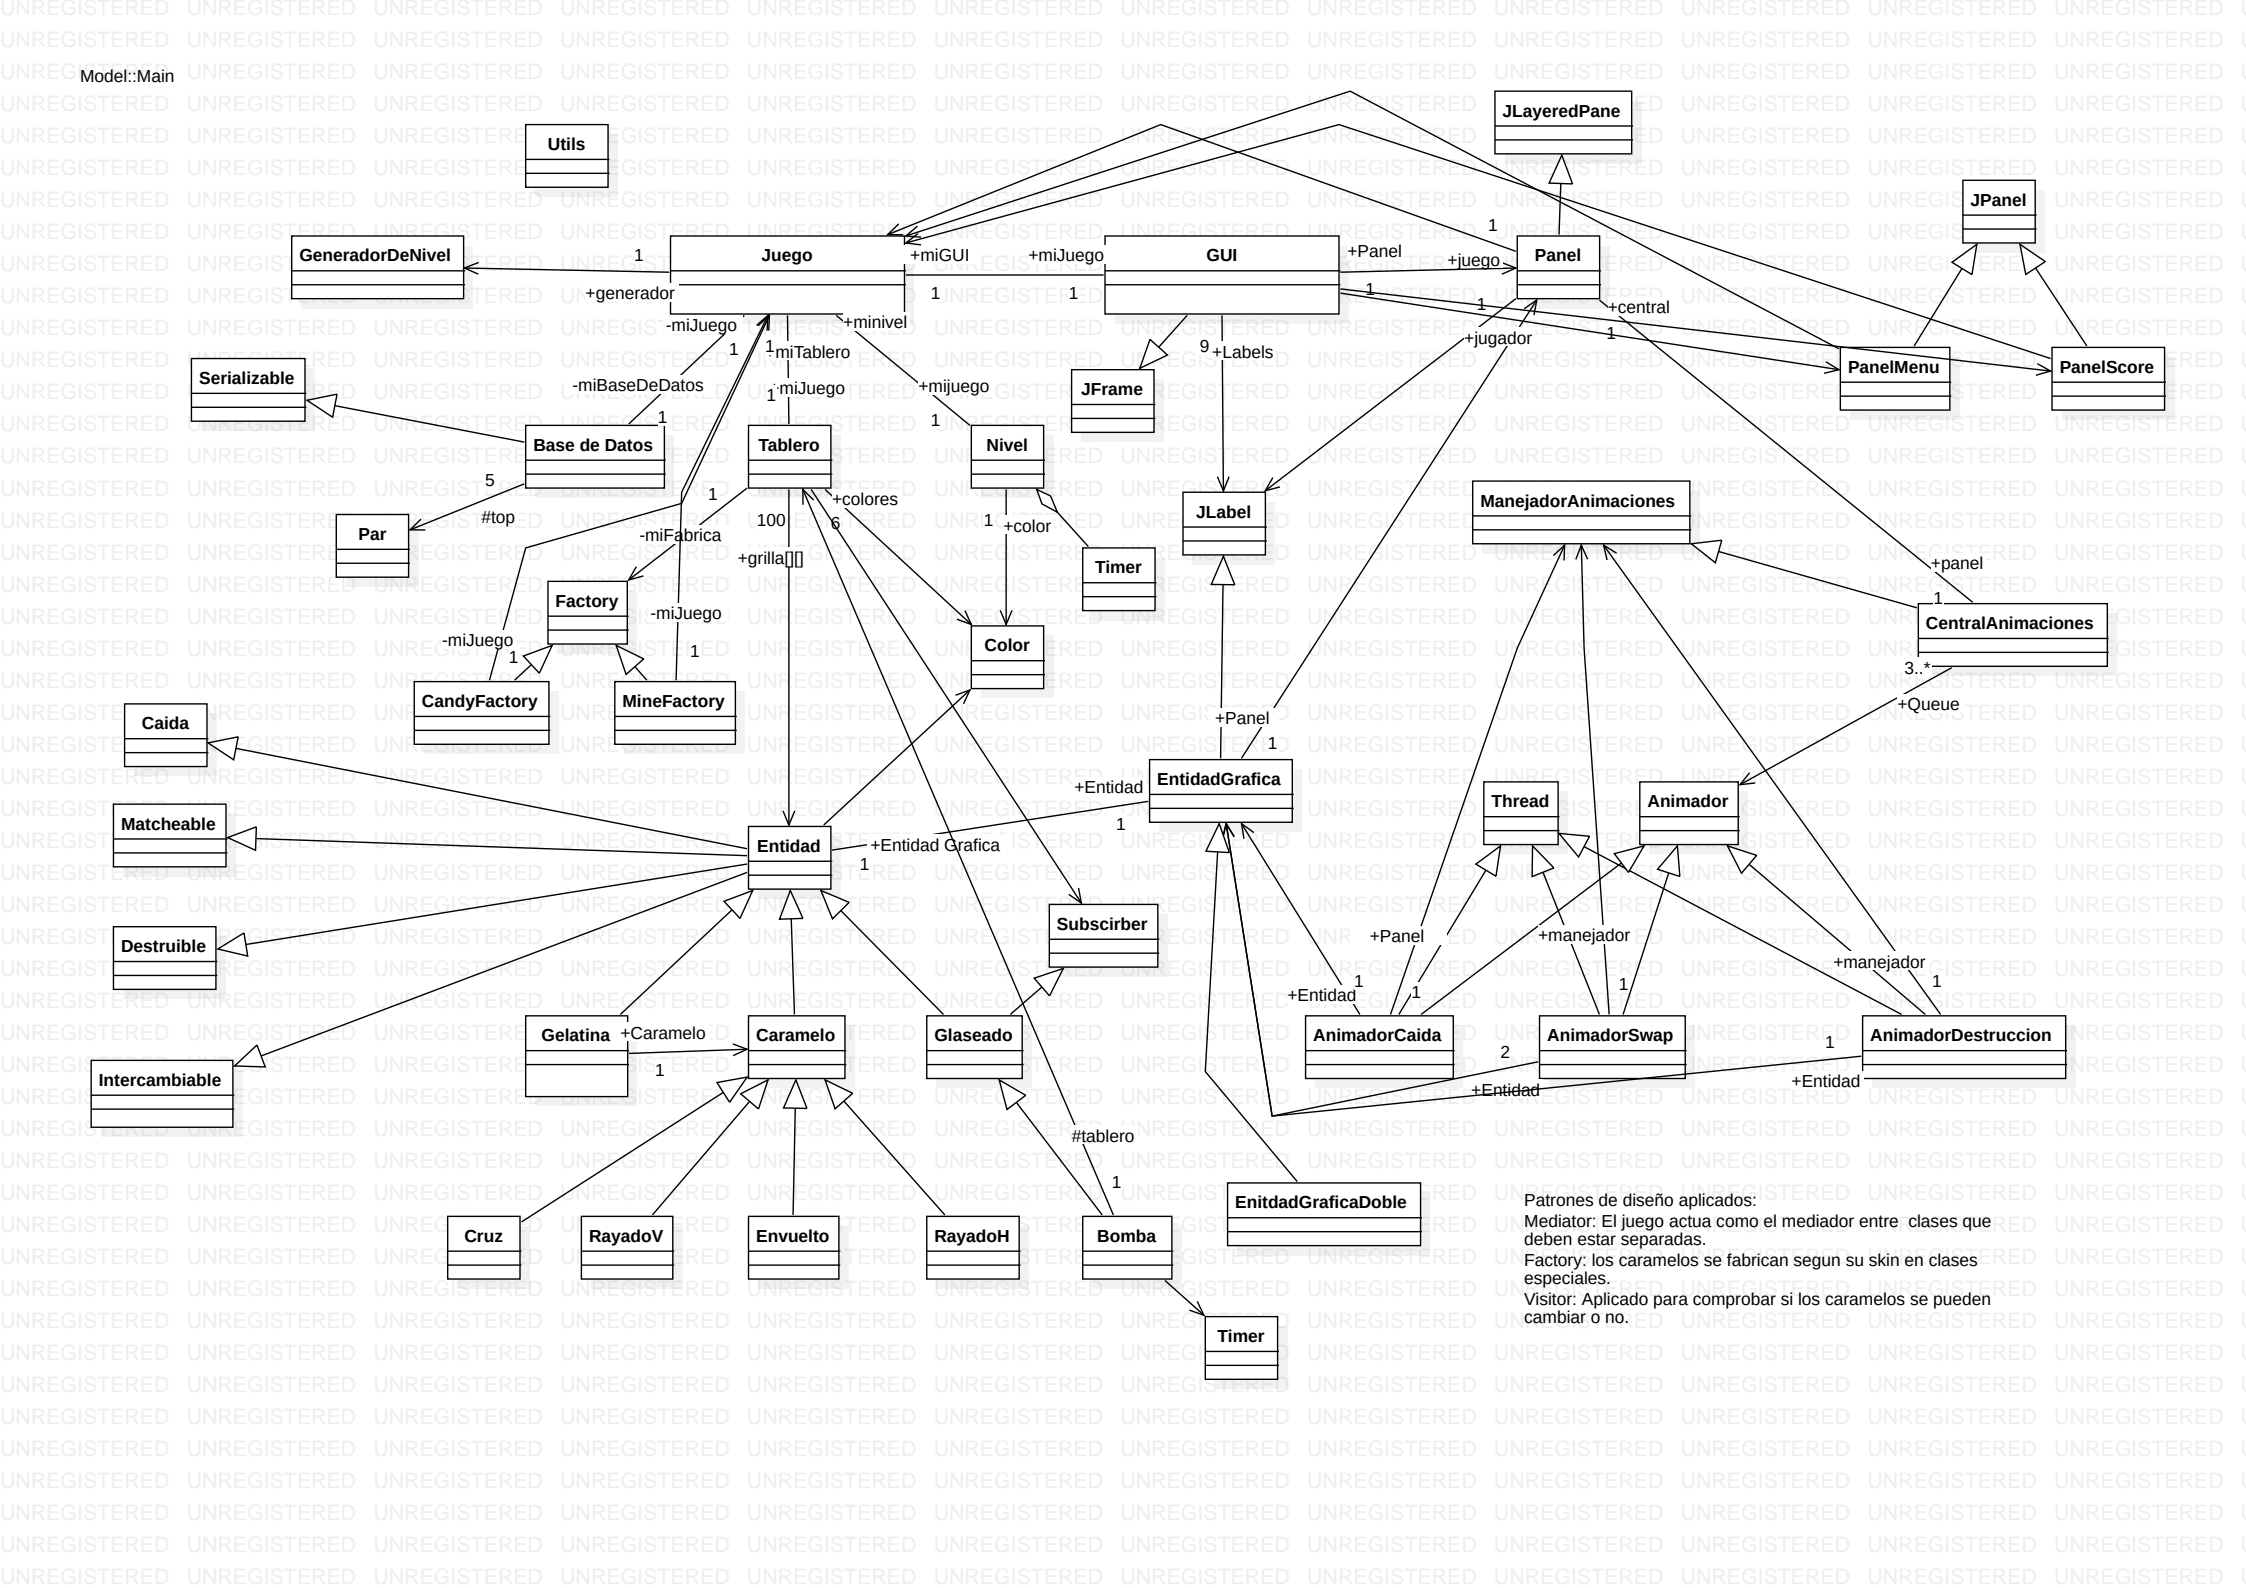 Model::Main
JLayeredPane
Utils
JPanel
GeneradorDeNivel
1
+generador
Juego
+miGUI
1
+miJuego
1
GUI
+Panel
1
+juego
Panel
1
1
1
+central
-miJuego
1
1
-miTablero
+minivel
+jugador
9
+Labels
Serializable
-miBaseDeDatos
1
1
-miJuego
+mijuego
1
JFrame
PanelMenu
PanelScore
Base de Datos
Tablero
Nivel
5
#top
1
-miFabrica
100
+grilla[][]
+colores
6
1
+color
JLabel
ManejadorAnimaciones
Par
Timer
+panel
1
Factory
-miJuego
1
-miJuego
1
Color
CentralAnimaciones
3..*
+Queue
CandyFactory
MineFactory
Caida
+Panel
1
EntidadGrafica
+Entidad
1
Thread
Animador
Matcheable
Entidad
+Entidad Grafica
1
Destruible
Subscirber
+Panel
1
+manejador
1
+manejador
1
+Entidad
1
Gelatina
+Caramelo
1
Caramelo
Glaseado
AnimadorCaida
AnimadorSwap
AnimadorDestruccion
2
+Entidad
1
+Entidad
Intercambiable
#tablero
1
Cruz
RayadoV
Envuelto
RayadoH
Bomba
EnitdadGraficaDoble
Timer
Patrones de diseño aplicados:
Mediator: El juego actua como el mediador entre  clases que
deben estar separadas.
Factory: los caramelos se fabrican segun su skin en clases
especiales.
Visitor: Aplicado para comprobar si los caramelos se pueden
cambiar o no.
UNREGISTERED